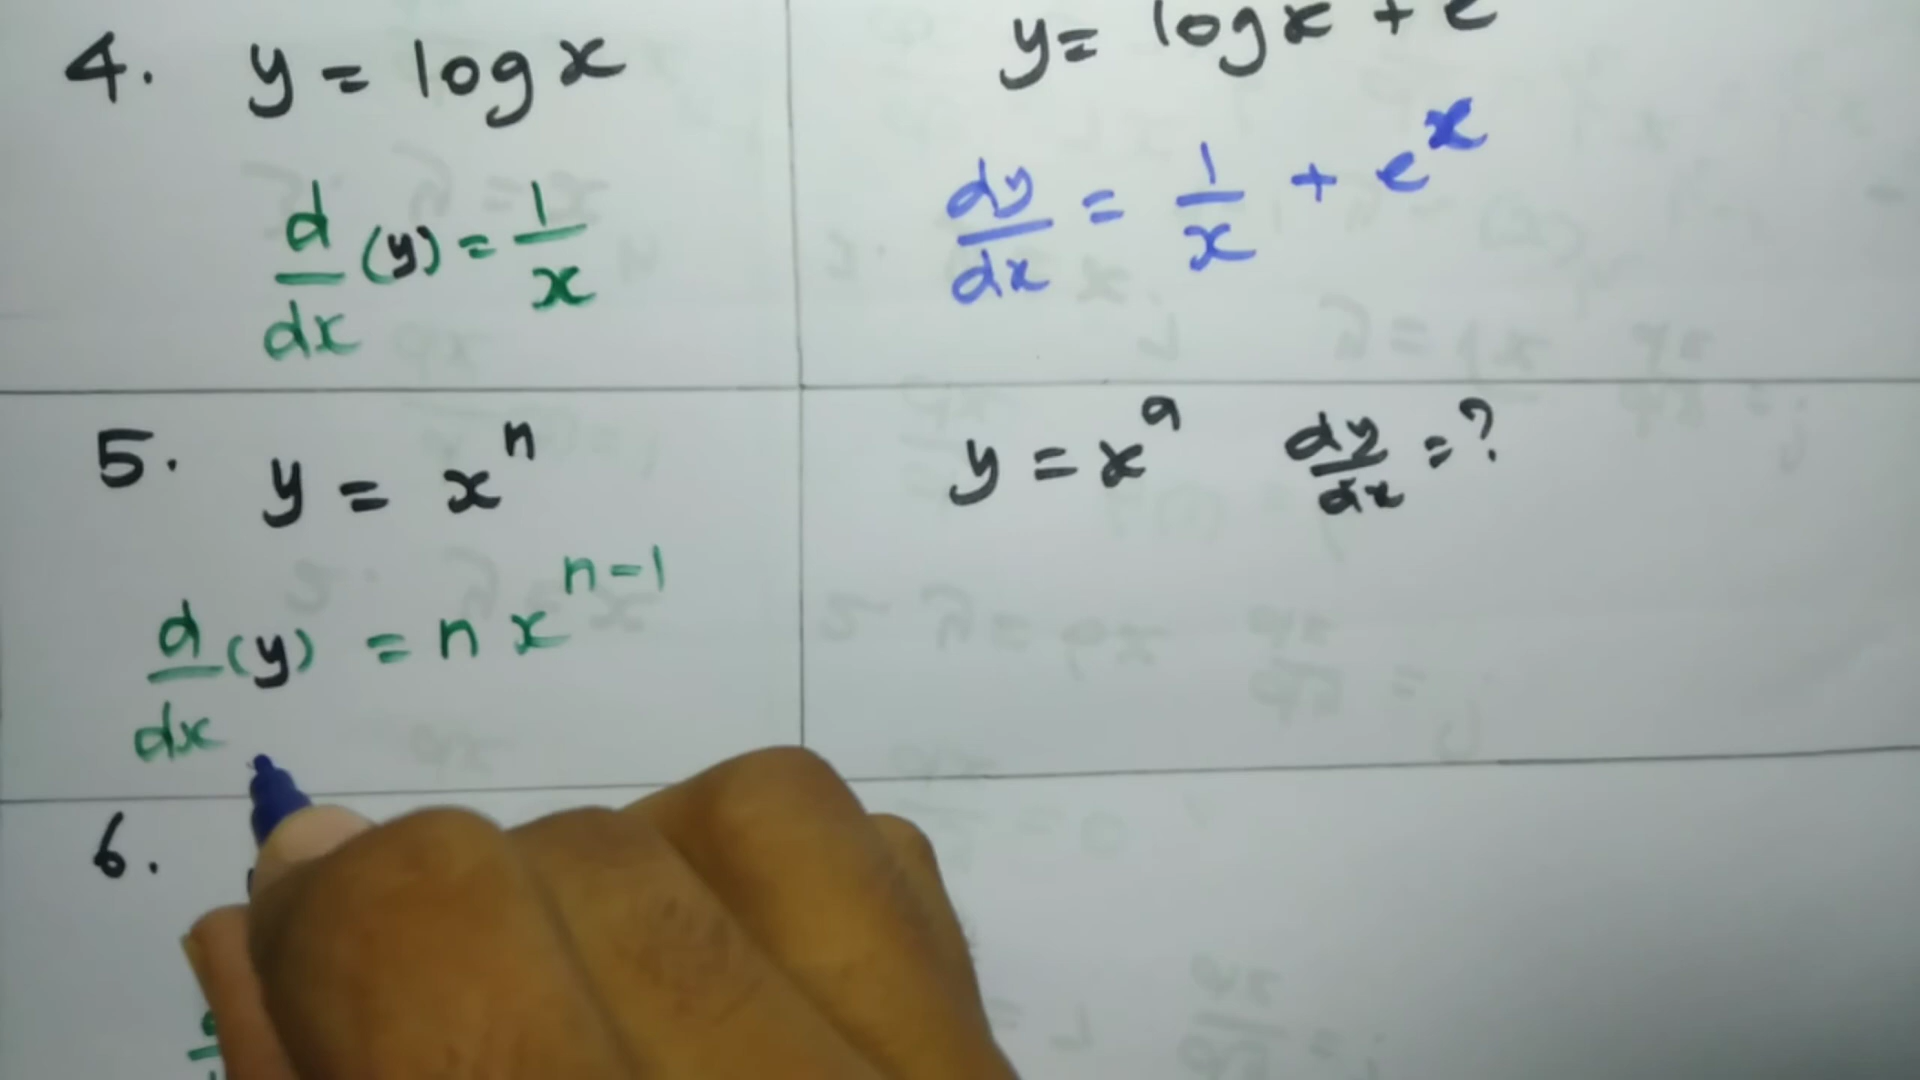 4. y = log x
d/dx (y) = 1/x
y = log x + e
dy/dx = 1/x + e^x
5. y = x^n
d/dx (y) = n x^{n-1}
y = x^9 dy/dx = ?
6.